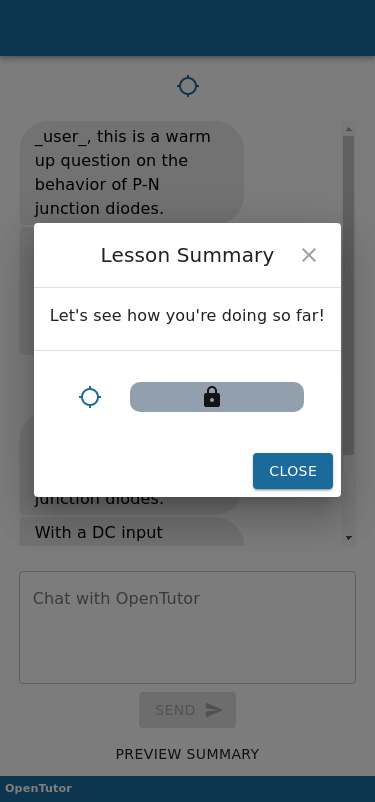 _user_, this is a warm
up question on the
behavior of P-N
junction diodes.
Lesson Summary
Let's see how you're doing so far!
CLOSE
junction diodes.
With a DC input
Chat with OpenTutor
SEND
PREVIEW SUMMARY
OpenTutor